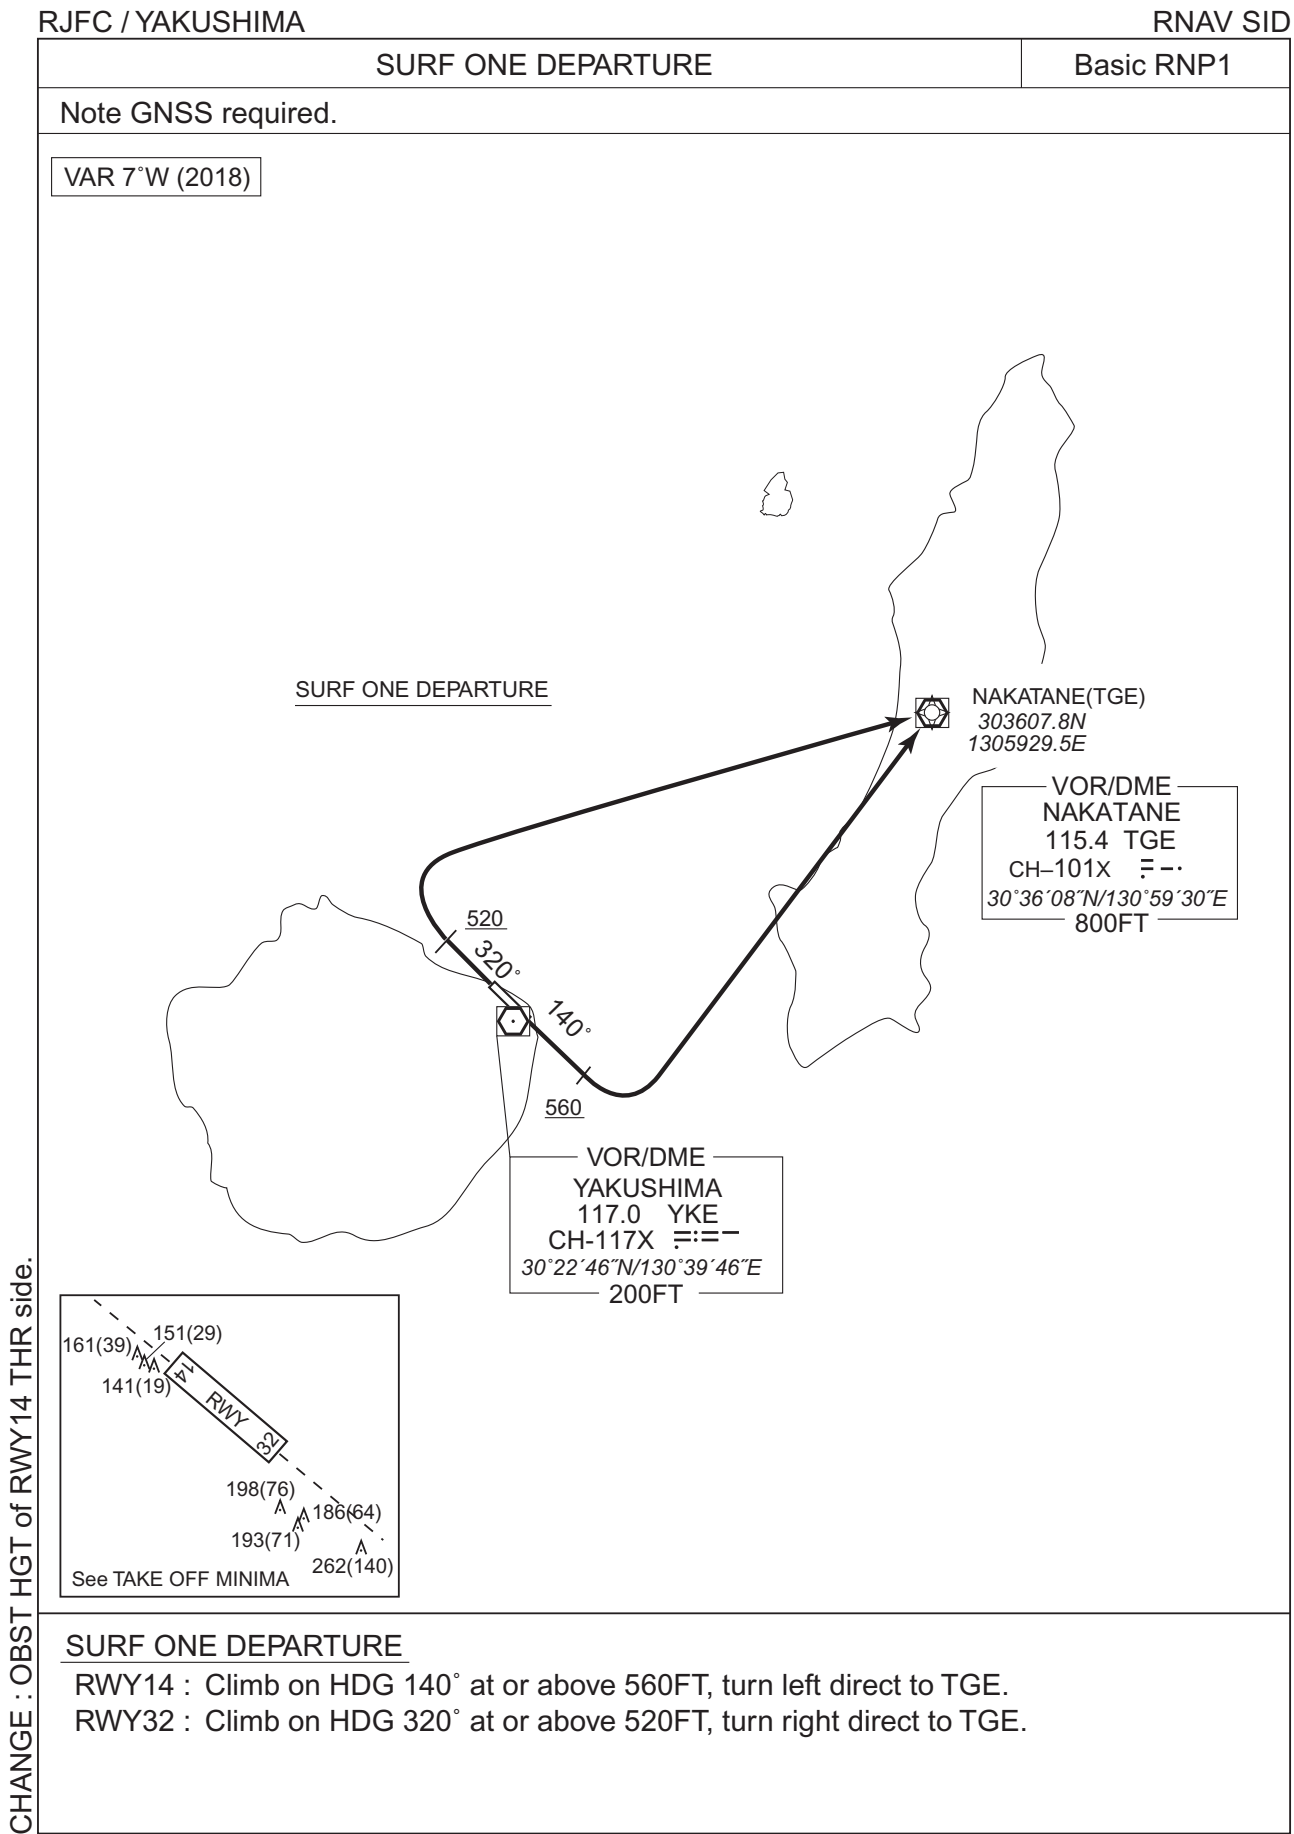 RJFC / YAKUSHIMA
RNAV SID
SURF ONE DEPARTURE
Basic RNP1
Note GNSS required.
VAR 7˚W (2018)
SURF ONE DEPARTURE
NAKATANE(TGE)
303607.8N
1305929.5E
VOR/DME
NAKATANE
115.4 TGE
CH–101X
30˚36´08˝N/130˚59´30˝E
800FT
520
320˚
140˚
560
VOR/DME
YAKUSHIMA
117.0 YKE
CH-117X
30˚22´46˝N/130˚39´46˝E
200FT
151(29)
161(39)
141(19)
14
RWY
32
198(76)
186(64)
193(71)
262(140)
See TAKE OFF MINIMA
SURF ONE DEPARTURE
RWY14 : Climb on HDG 140˚ at or above 560FT, turn left direct to TGE.
RWY32 : Climb on HDG 320˚ at or above 520FT, turn right direct to TGE.
CHANGE : OBST HGT of RWY14 THR side.